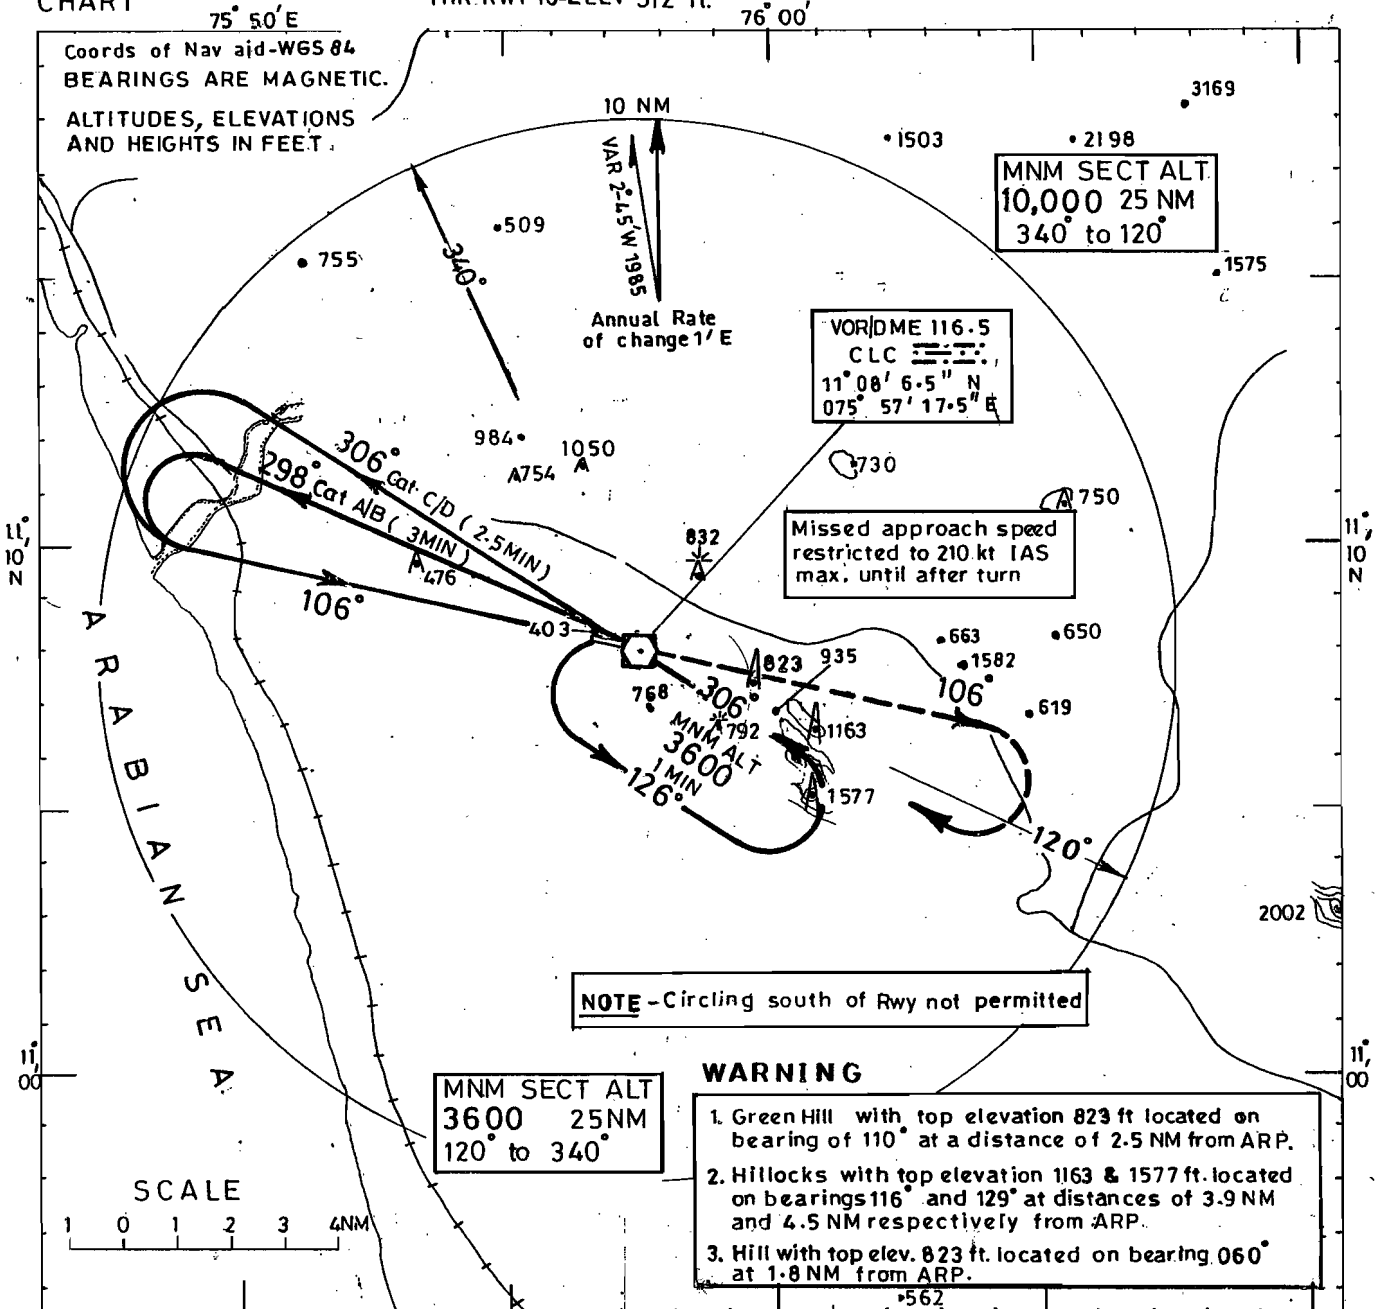 CHART
75° 50' E
76° 00'
Coords of Nav aid-WGS 84
BEARINGS ARE MAGNETIC.
ALTITUDES, ELEVATIONS
AND HEIGHTS IN FEET.
10 NM
VAR 2°-45'W 1985
Annual Rate
of change 1' E
3169
1503
2198
MNM SECT ALT
10,000 25 NM
340° to 120°
1575
509
755
340°
VOR/DME 116.5
CLC
11° 08' 6.5" N
075° 57' 17.5" E
984
754
1050
730
750
306° Cat C/D (2.5MIN)
298° Cat A/B (3MIN)
832
Missed approach speed
restricted to 210 kt IAS
max. until after turn
11°
10'
N
11°
10'
N
476
106°
403
663
650
1582
823
935
106°
619
768
306°
792
MNM ALT
3600
1 MIN
126°
1163
1577
120°
2002
ARABIAN SEA
NOTE - Circling south of Rwy not permitted
11°
00'
11°
00'
MNM SECT ALT
3600 25NM
120° to 340°
WARNING
1. Green Hill with top elevation 823 ft located on
bearing of 110° at a distance of 2.5 NM from ARP.
2. Hillocks with top elevation 1163 & 1577 ft. located
on bearings 116° and 129° at distances of 3.9 NM
and 4.5 NM respectively from ARP.
3. Hill with top elev. 823 ft. located on bearing 060°
at 1.8 NM from ARP.
SCALE
1 0 1 2 3 4NM
562